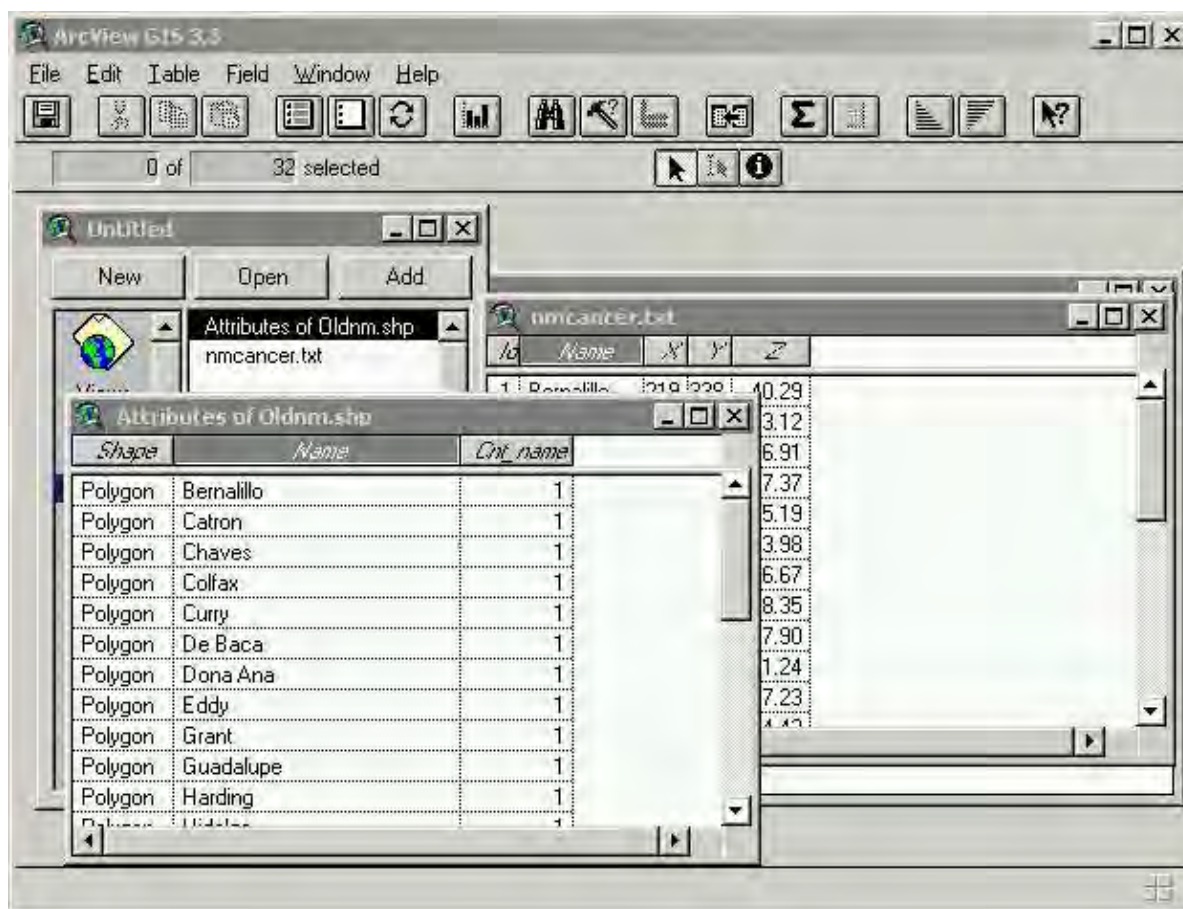 ArcView GIS 3.3
File Edit Table Field Window Help
0 of 32 selected
Untitled
New Open Add
Views
Attributes of Oldnm.shp
nmcancer.txt
nmcancer.txt
Id Name X Y Z
1 Bernalillo 219 338 40.29
3.12
6.91
7.37
5.19
3.98
6.67
8.35
7.90
1.24
7.23
Attributes of Oldnm.shp
Shape Name Cnt_name
Polygon Bernalillo 1
Polygon Catron 1
Polygon Chaves 1
Polygon Colfax 1
Polygon Curry 1
Polygon De Baca 1
Polygon Dona Ana 1
Polygon Eddy 1
Polygon Grant 1
Polygon Guadalupe 1
Polygon Harding 1
Polygon Hidalgo 1